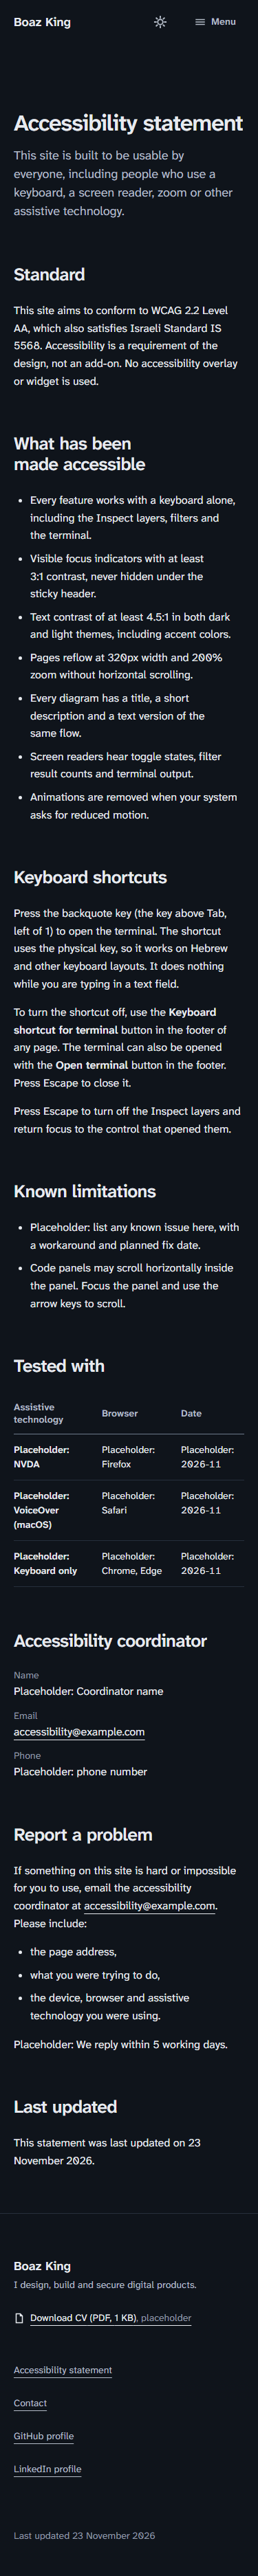 Boaz King
Menu
Accessibility statement
This site is built to be usable by
everyone, including people who use a
keyboard, a screen reader, zoom or other
assistive technology.
Standard
This site aims to conform to WCAG 2.2 Level
AA, which also satisfies Israeli Standard IS
5568. Accessibility is a requirement of the
design, not an add-on. No accessibility overlay
or widget is used.
What has been
made accessible
• Every feature works with a keyboard alone,
including the Inspect layers, filters and
the terminal.
• Visible focus indicators with at least
3:1 contrast, never hidden under the
sticky header.
• Text contrast of at least 4.5:1 in both dark
and light themes, including accent colors.
• Pages reflow at 320px width and 200%
zoom without horizontal scrolling.
• Every diagram has a title, a short
description and a text version of the
same flow.
• Screen readers hear toggle states, filter
result counts and terminal output.
• Animations are removed when your system
asks for reduced motion.
Keyboard shortcuts
Press the backquote key (the key above Tab,
left of 1) to open the terminal. The shortcut
uses the physical key, so it works on Hebrew
and other keyboard layouts. It does nothing
while you are typing in a text field.
To turn the shortcut off, use the Keyboard
shortcut for terminal button in the footer of
any page. The terminal can also be opened
with the Open terminal button in the footer.
Press Escape to close it.
Press Escape to turn off the Inspect layers and
return focus to the control that opened them.
Known limitations
• Placeholder: list any known issue here, with
a workaround and planned fix date.
• Code panels may scroll horizontally inside
the panel. Focus the panel and use the
arrow keys to scroll.
Tested with
Assistive
technology
Browser
Date
Placeholder:
NVDA
Placeholder:
Firefox
Placeholder:
2026-11
Placeholder:
VoiceOver
(macOS)
Placeholder:
Safari
Placeholder:
2026-11
Placeholder:
Keyboard only
Placeholder:
Chrome, Edge
Placeholder:
2026-11
Accessibility coordinator
Name
Placeholder: Coordinator name
Email
accessibility@example.com
Phone
Placeholder: phone number
Report a problem
If something on this site is hard or impossible
for you to use, email the accessibility
coordinator at accessibility@example.com.
Please include:
• the page address,
• what you were trying to do,
• the device, browser and assistive
technology you were using.
Placeholder: We reply within 5 working days.
Last updated
This statement was last updated on 23
November 2026.
Boaz King
I design, build and secure digital products.
Download CV (PDF, 1 KB), placeholder
Accessibility statement
Contact
GitHub profile
LinkedIn profile
Last updated 23 November 2026